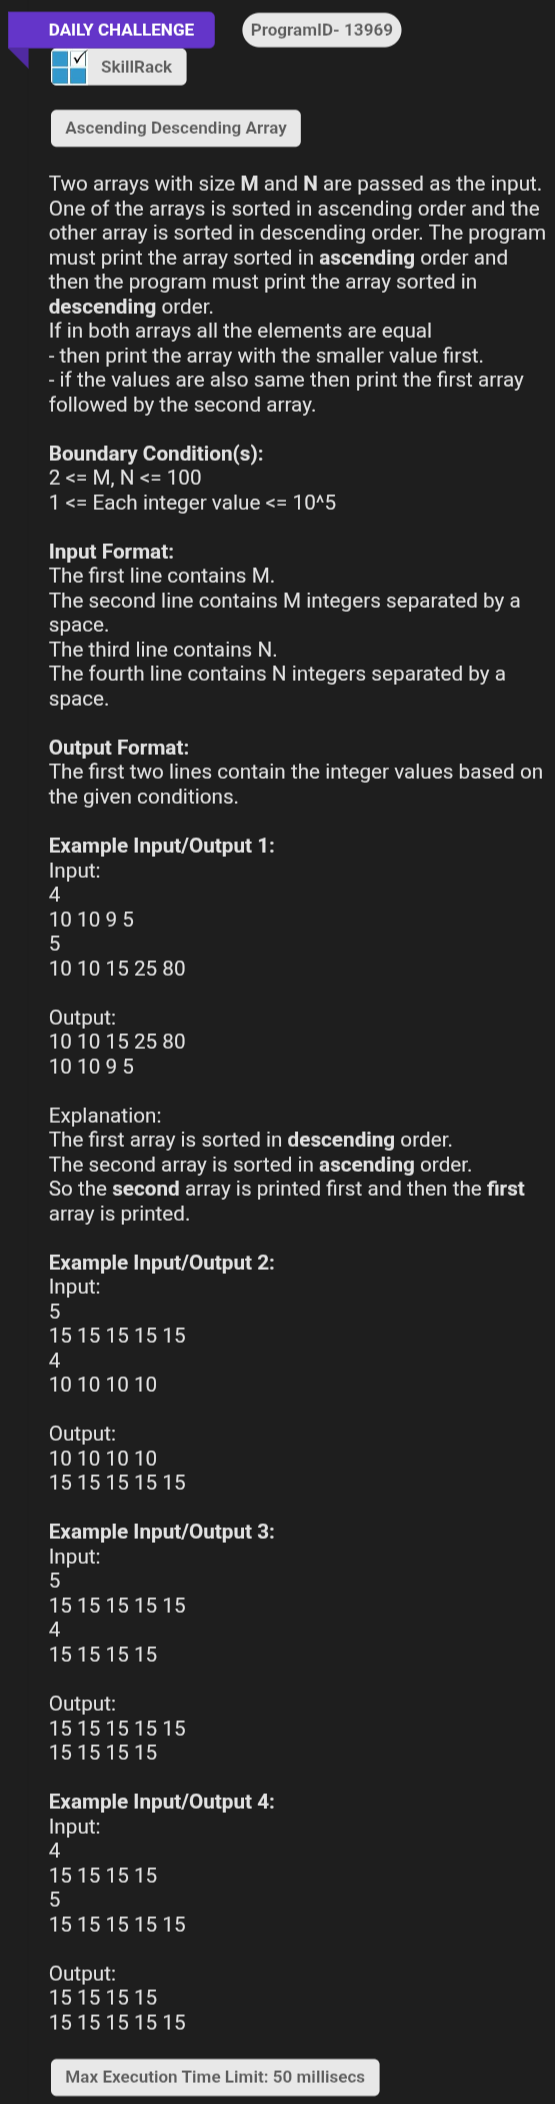 DAILY CHALLENGE
ProgramID- 13969
SkillRack
Ascending Descending Array
Two arrays with size M and N are passed as the input.
One of the arrays is sorted in ascending order and the
other array is sorted in descending order. The program
must print the array sorted in ascending order and
then the program must print the array sorted in
descending order.
If in both arrays all the elements are equal
- then print the array with the smaller value first.
- if the values are also same then print the first array
followed by the second array.
Boundary Condition(s):
2 <= M, N <= 100
1 <= Each integer value <= 10^5
Input Format:
The first line contains M.
The second line contains M integers separated by a
space.
The third line contains N.
The fourth line contains N integers separated by a
space.
Output Format:
The first two lines contain the integer values based on
the given conditions.
Example Input/Output 1:
Input:
4
10 10 9 5
5
10 10 15 25 80
Output:
10 10 15 25 80
10 10 9 5
Explanation:
The first array is sorted in descending order.
The second array is sorted in ascending order.
So the second array is printed first and then the first
array is printed.
Example Input/Output 2:
Input:
5
15 15 15 15 15
4
10 10 10 10
Output:
10 10 10 10
15 15 15 15 15
Example Input/Output 3:
Input:
5
15 15 15 15 15
4
15 15 15 15
Output:
15 15 15 15 15
15 15 15 15
Example Input/Output 4:
Input:
4
15 15 15 15
5
15 15 15 15 15
Output:
15 15 15 15
15 15 15 15 15
Max Execution Time Limit: 50 millisecs